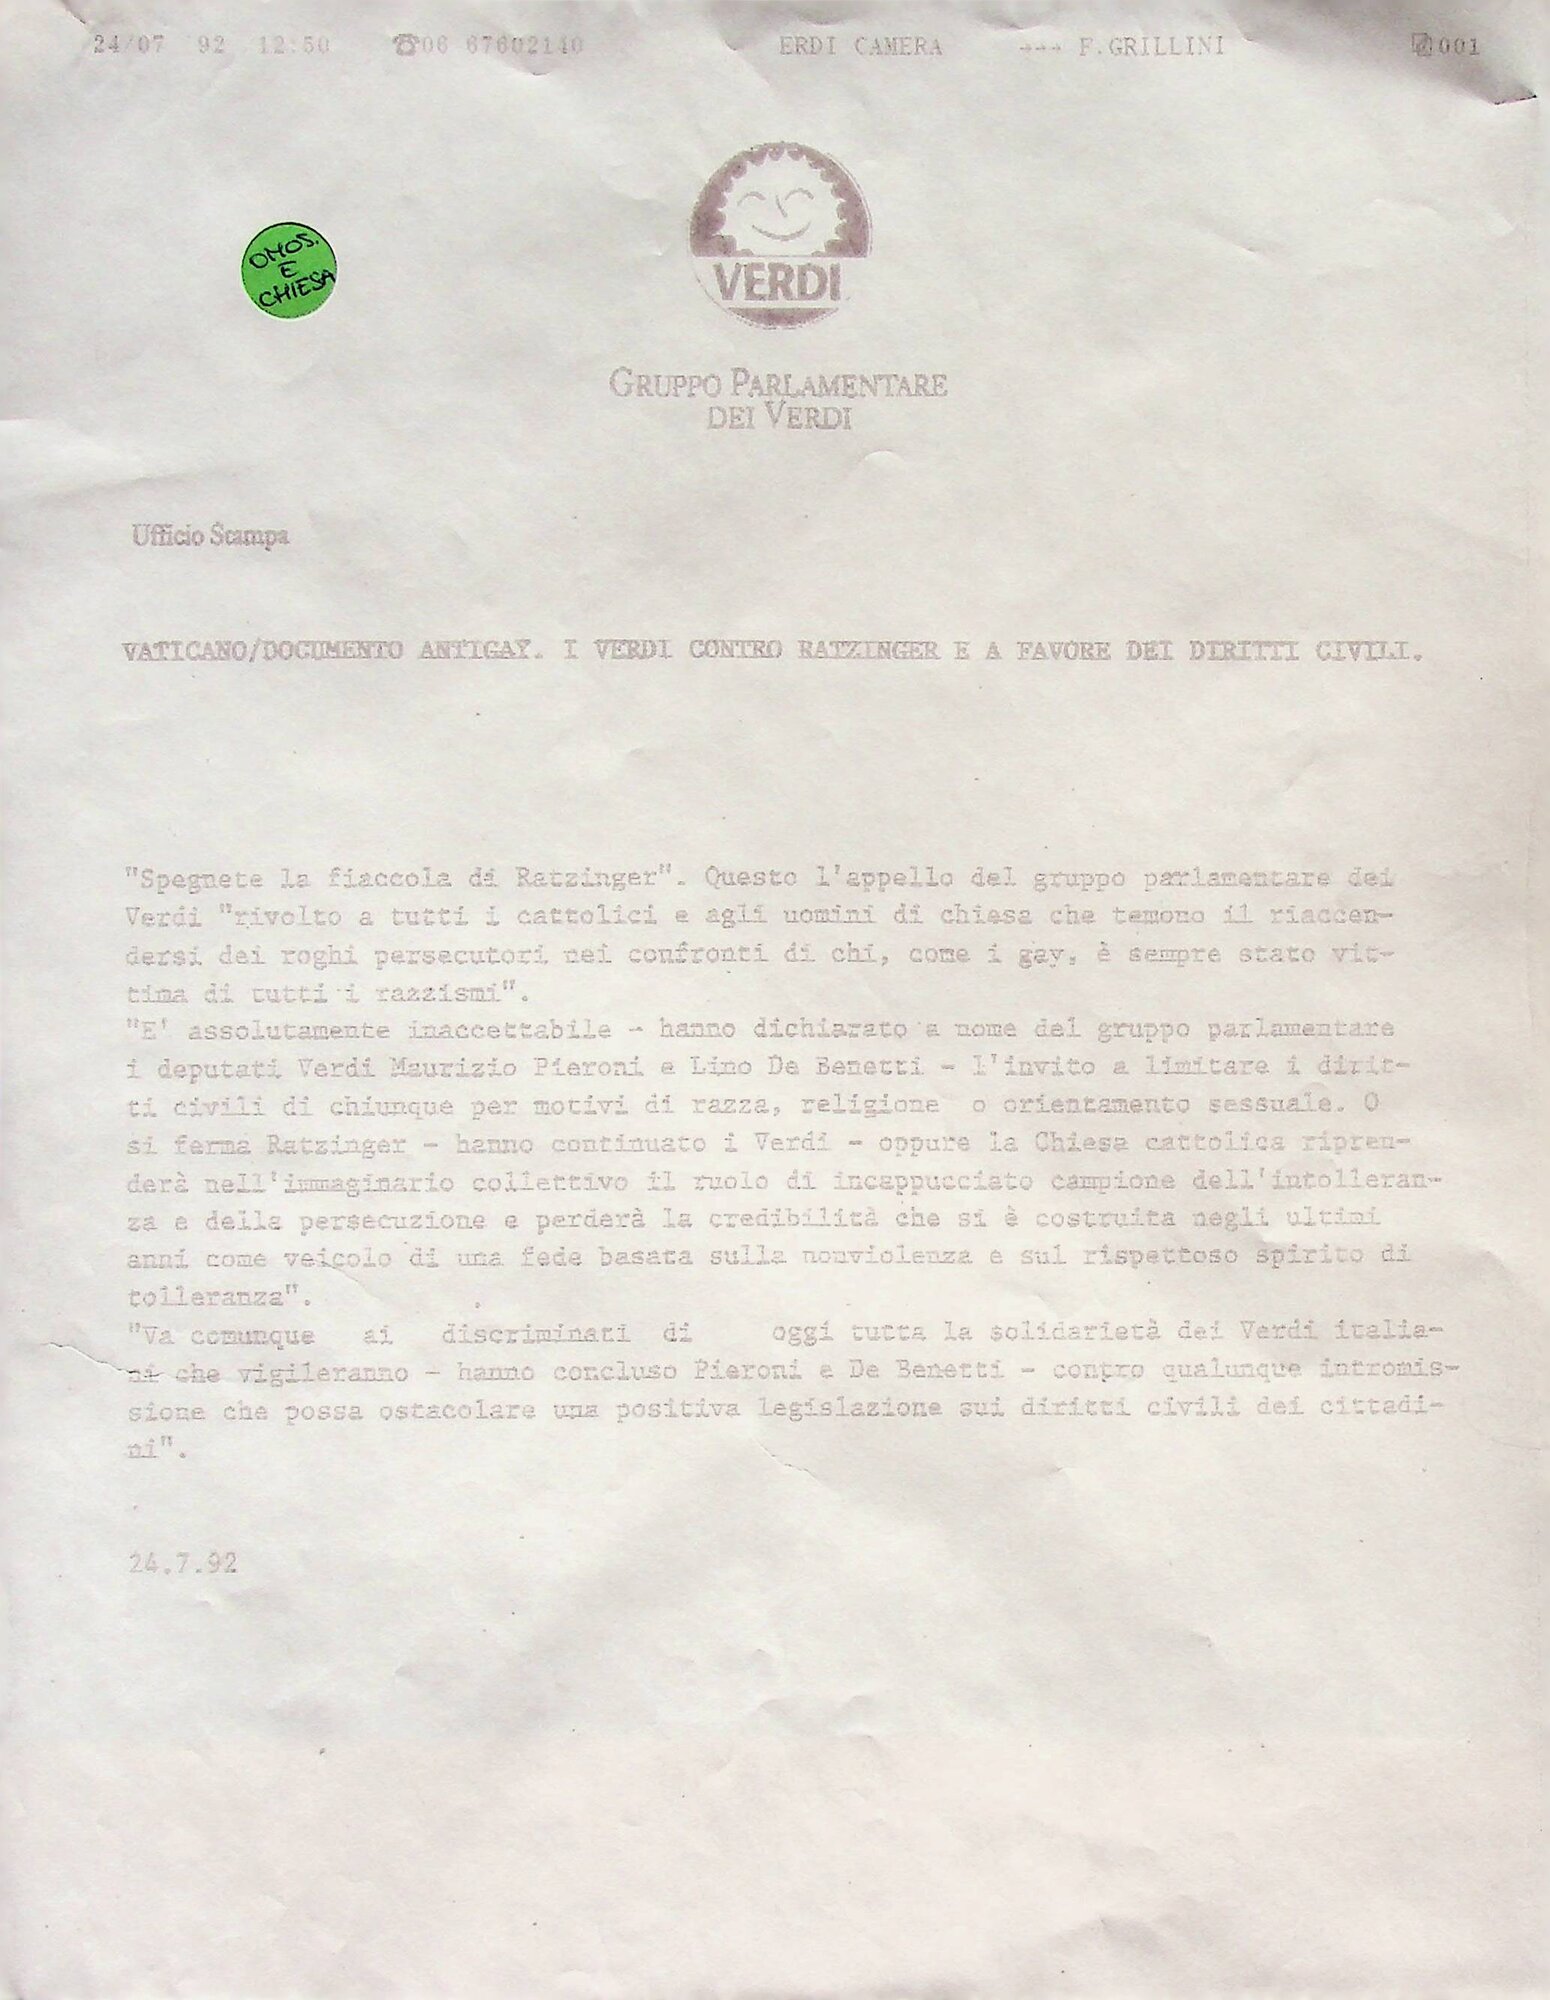 24/07 92 12:50 ☎06 67602140 ERDI CAMERA →→→ F.GRILLINI 001
OMOS.
E
CHIESA
VERDI
GRUPPO PARLAMENTARE
DEI VERDI
Ufficio Stampa
VATICANO/DOCUMENTO ANTIGAY. I VERDI CONTRO RATZINGER E A FAVORE DEI DIRITTI CIVILI.
"Spegnete la fiaccola di Ratzinger". Questo l'appello del gruppo parlamentare dei
Verdi "rivolto a tutti i cattolici e agli uomini di chiesa che temono il riaccen-
dersi dei roghi persecutori nei confronti di chi, come i gay, è sempre stato vit-
tima di tutti i razzismi".
"E' assolutamente inaccettabile - hanno dichiarato a nome del gruppo parlamentare
i deputati Verdi Maurizio Pieroni e Lino De Benetti - l'invito a limitare i dirit-
ti civili di chiunque per motivi di razza, religione o orientamento sessuale. O
si ferma Ratzinger - hanno continuato i Verdi - oppure la Chiesa cattolica ripren-
derà nell'immaginario collettivo il ruolo di incappucciato campione dell'intolleran-
za e della persecuzione e perderà la credibilità che si è costruita negli ultimi
anni come veicolo di una fede basata sulla nonviolenza e sul rispettoso spirito di
tolleranza".
"Va comunque ai discriminati di oggi tutta la solidarietà dei Verdi italia-
ni che vigileranno - hanno concluso Pieroni e De Benetti - contro qualunque intromis-
sione che possa ostacolare una positiva legislazione sui diritti civili dei cittadi-
ni".
24.7.92